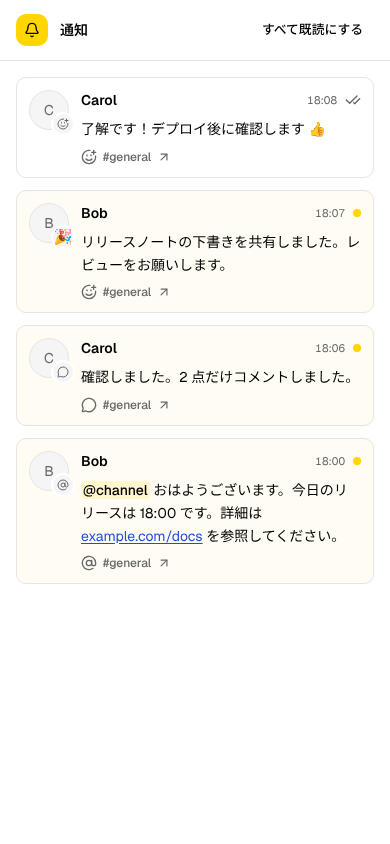 通知
すべて既読にする
C
Carol
18:08
了解です！デプロイ後に確認します 👍
#general
B
Bob
18:07
リリースノートの下書きを共有しました。レ
ビューをお願いします。
#general
C
Carol
18:06
確認しました。2 点だけコメントしました。
#general
B
Bob
18:00
@channel おはようございます。今日のリ
リースは 18:00 です。詳細は
example.com/docs を参照してください。
#general